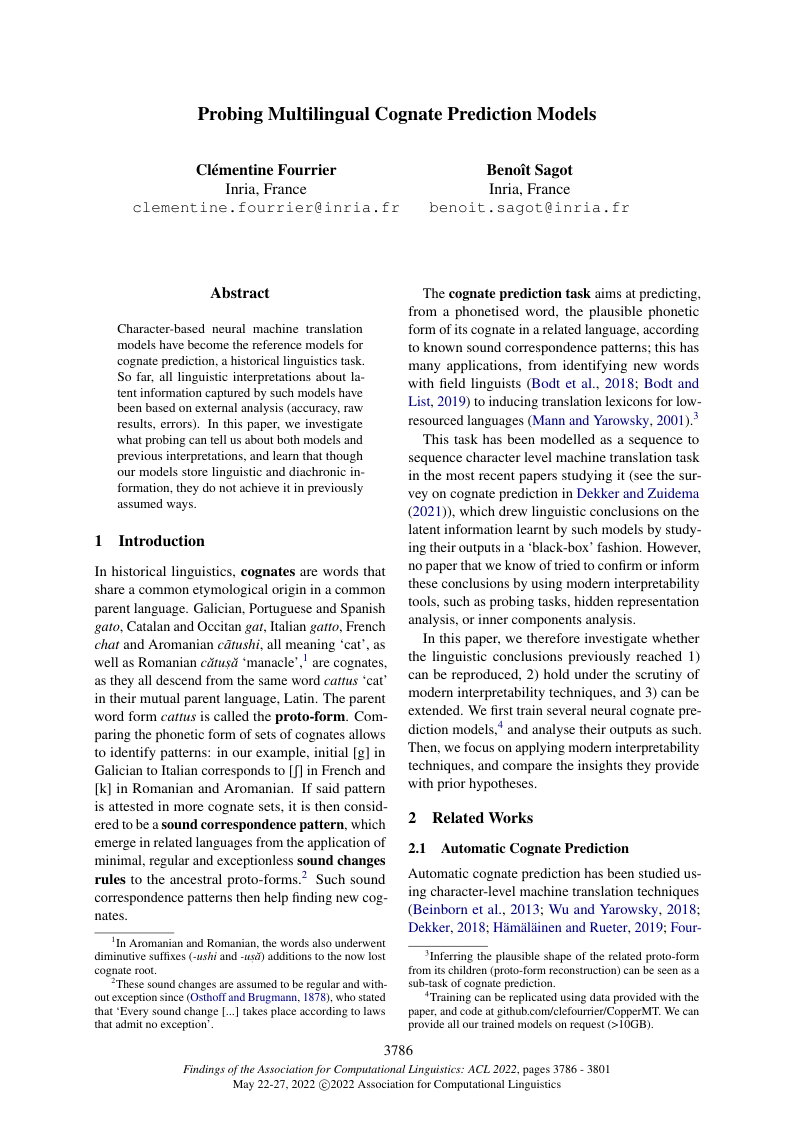 Probing Multilingual Cognate Prediction Models
Clémentine Fourrier
Inria, France
clementine.fourrier@inria.fr
Benoît Sagot
Inria, France
benoit.sagot@inria.fr
Abstract
Character-based neural machine translation
models have become the reference models for
cognate prediction, a historical linguistics task.
So far, all linguistic interpretations about la-
tent information captured by such models have
been based on external analysis (accuracy, raw
results, errors). In this paper, we investigate
what probing can tell us about both models and
previous interpretations, and learn that though
our models store linguistic and diachronic in-
formation, they do not achieve it in previously
assumed ways.
1 Introduction
In historical linguistics, cognates are words that
share a common etymological origin in a common
parent language. Galician, Portuguese and Spanish
gato, Catalan and Occitan gat, Italian gatto, French
chat and Aromanian cãtushi, all meaning ‘cat’, as
well as Romanian cătușă ‘manacle’,1 are cognates,
as they all descend from the same word cattus ‘cat’
in their mutual parent language, Latin. The parent
word form cattus is called the proto-form. Com-
paring the phonetic form of sets of cognates allows
to identify patterns: in our example, initial [g] in
Galician to Italian corresponds to [ʃ] in French and
[k] in Romanian and Aromanian. If said pattern
is attested in more cognate sets, it is then consid-
ered to be a sound correspondence pattern, which
emerge in related languages from the application of
minimal, regular and exceptionless sound changes
rules to the ancestral proto-forms.2 Such sound
correspondence patterns then help finding new cog-
nates.
1In Aromanian and Romanian, the words also underwent
diminutive suffixes (-ushi and -ușă) additions to the now lost
cognate root.
2These sound changes are assumed to be regular and with-
out exception since (Osthoff and Brugmann, 1878), who stated
that ‘Every sound change [...] takes place according to laws
that admit no exception’.
The cognate prediction task aims at predicting,
from a phonetised word, the plausible phonetic
form of its cognate in a related language, according
to known sound correspondence patterns; this has
many applications, from identifying new words
with field linguists (Bodt et al., 2018; Bodt and
List, 2019) to inducing translation lexicons for low-
resourced languages (Mann and Yarowsky, 2001).3
This task has been modelled as a sequence to
sequence character level machine translation task
in the most recent papers studying it (see the sur-
vey on cognate prediction in Dekker and Zuidema
(2021)), which drew linguistic conclusions on the
latent information learnt by such models by study-
ing their outputs in a ‘black-box’ fashion. However,
no paper that we know of tried to confirm or inform
these conclusions by using modern interpretability
tools, such as probing tasks, hidden representation
analysis, or inner components analysis.
In this paper, we therefore investigate whether
the linguistic conclusions previously reached 1)
can be reproduced, 2) hold under the scrutiny of
modern interpretability techniques, and 3) can be
extended. We first train several neural cognate pre-
diction models,4 and analyse their outputs as such.
Then, we focus on applying modern interpretability
techniques, and compare the insights they provide
with prior hypotheses.
2 Related Works
2.1 Automatic Cognate Prediction
Automatic cognate prediction has been studied us-
ing character-level machine translation techniques
(Beinborn et al., 2013; Wu and Yarowsky, 2018;
Dekker, 2018; Hämäläinen and Rueter, 2019; Four-
3Inferring the plausible shape of the related proto-form
from its children (proto-form reconstruction) can be seen as a
sub-task of cognate prediction.
4Training can be replicated using data provided with the
paper, and code at github.com/clefourrier/CopperMT. We can
provide all our trained models on request (>10GB).
3786
Findings of the Association for Computational Linguistics: ACL 2022, pages 3786 - 3801
May 22-27, 2022 ©2022 Association for Computational Linguistics